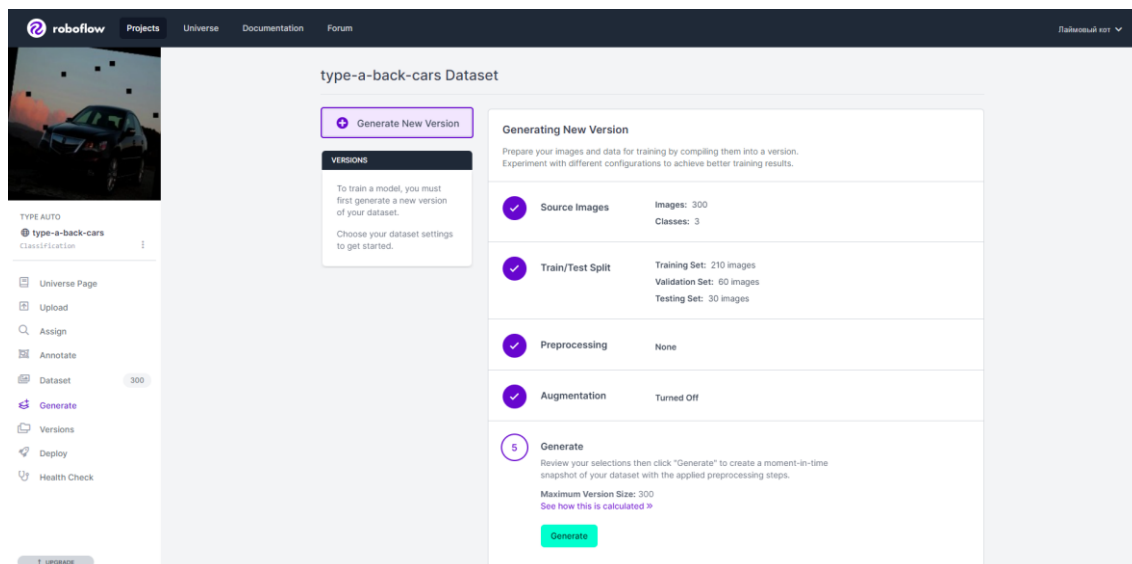 roboflow Projects Universe Documentation Forum Лаймовый кот
type-a-back-cars Dataset
Generate New Version
VERSIONS
To train a model, you must
first generate a new version
of your dataset.
Choose your dataset settings
to get started.
Generating New Version
Prepare your images and data for training by compiling them into a version.
Experiment with different configurations to achieve better training results.
Source Images
Images: 300
Classes: 3
Train/Test Split
Training Set: 210 images
Validation Set: 60 images
Testing Set: 30 images
Preprocessing
None
Augmentation
Turned Off
5 Generate
Review your selections then click "Generate" to create a moment-in-time
snapshot of your dataset with the applied preprocessing steps.
Maximum Version Size: 300
See how this is calculated »
Generate
TYPE AUTO
type-a-back-cars
Classification
Universe Page
Upload
Assign
Annotate
Dataset 300
Generate
Versions
Deploy
Health Check
UPGRADE